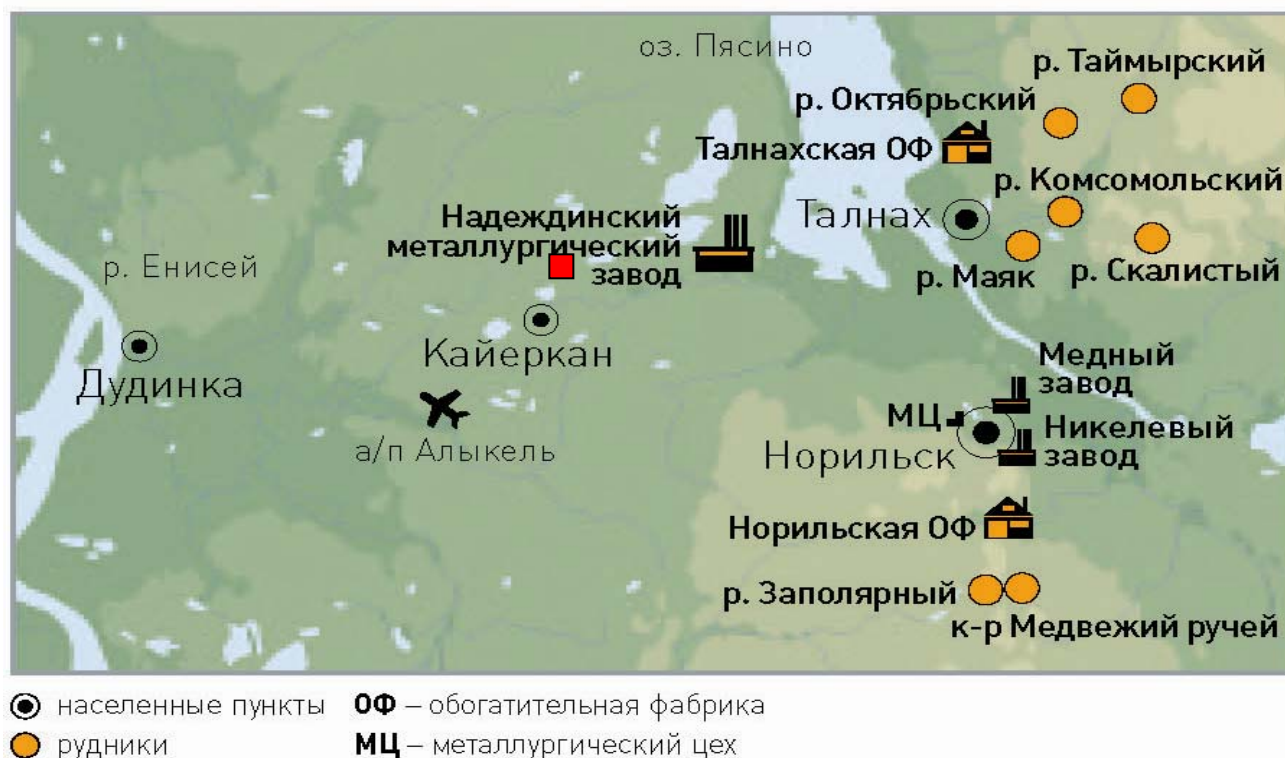 оз. Пясино
р. Таймырский
р. Октябрьский
Талнахская ОФ
р. Комсомольский
Талнах
Надеждинский
металлургический
завод
р. Енисей
р. Маяк
р. Скалистый
Кайеркан
Дудинка
Медный
завод
МЦ
а/п Алыкель
Норильск
Никелевый
завод
Норильская ОФ
р. Заполярный
к-р Медвежий ручей
населенные пункты
ОФ – обогатительная фабрика
рудники
МЦ – металлургический цех